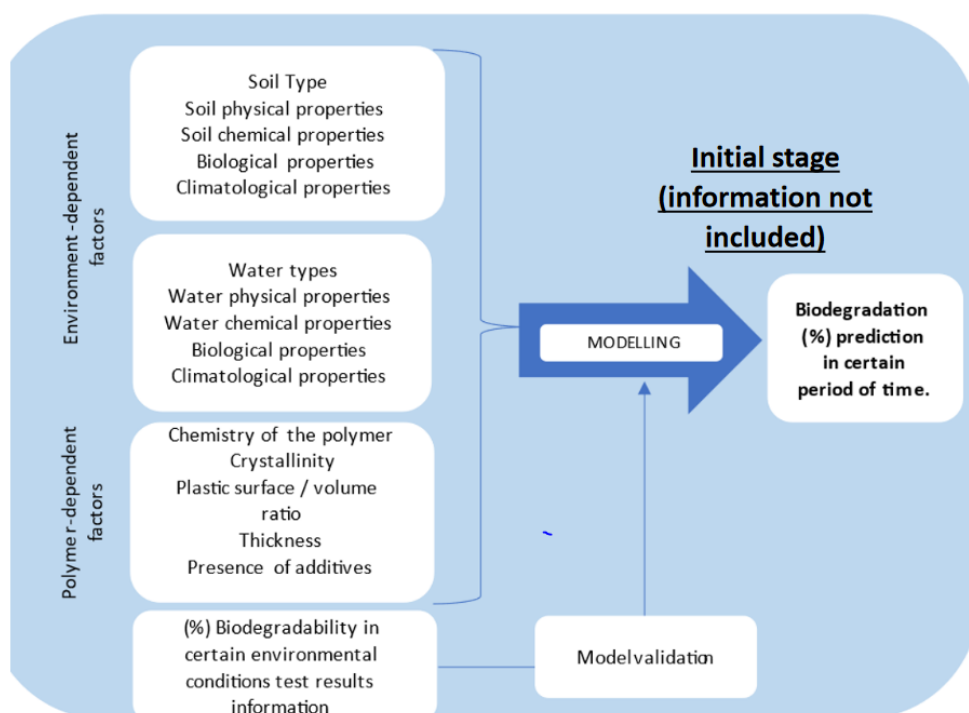 Environment-dependent
factors
Soil Type
Soil physical properties
Soil chemical properties
Biological properties
Climatological properties
Water types
Water physical properties
Water chemical properties
Biological properties
Climatological properties
Polymer-dependent
factors
Chemistry of the polymer
Crystallinity
Plastic surface / volume
ratio
Thickness
Presence of additives
(%) Biodegradability in
certain environmental
conditions test results
information
Initial stage
(information not
included)
MODELLING
Biodegradation
(%) prediction
in certain
period of time.
Model validation